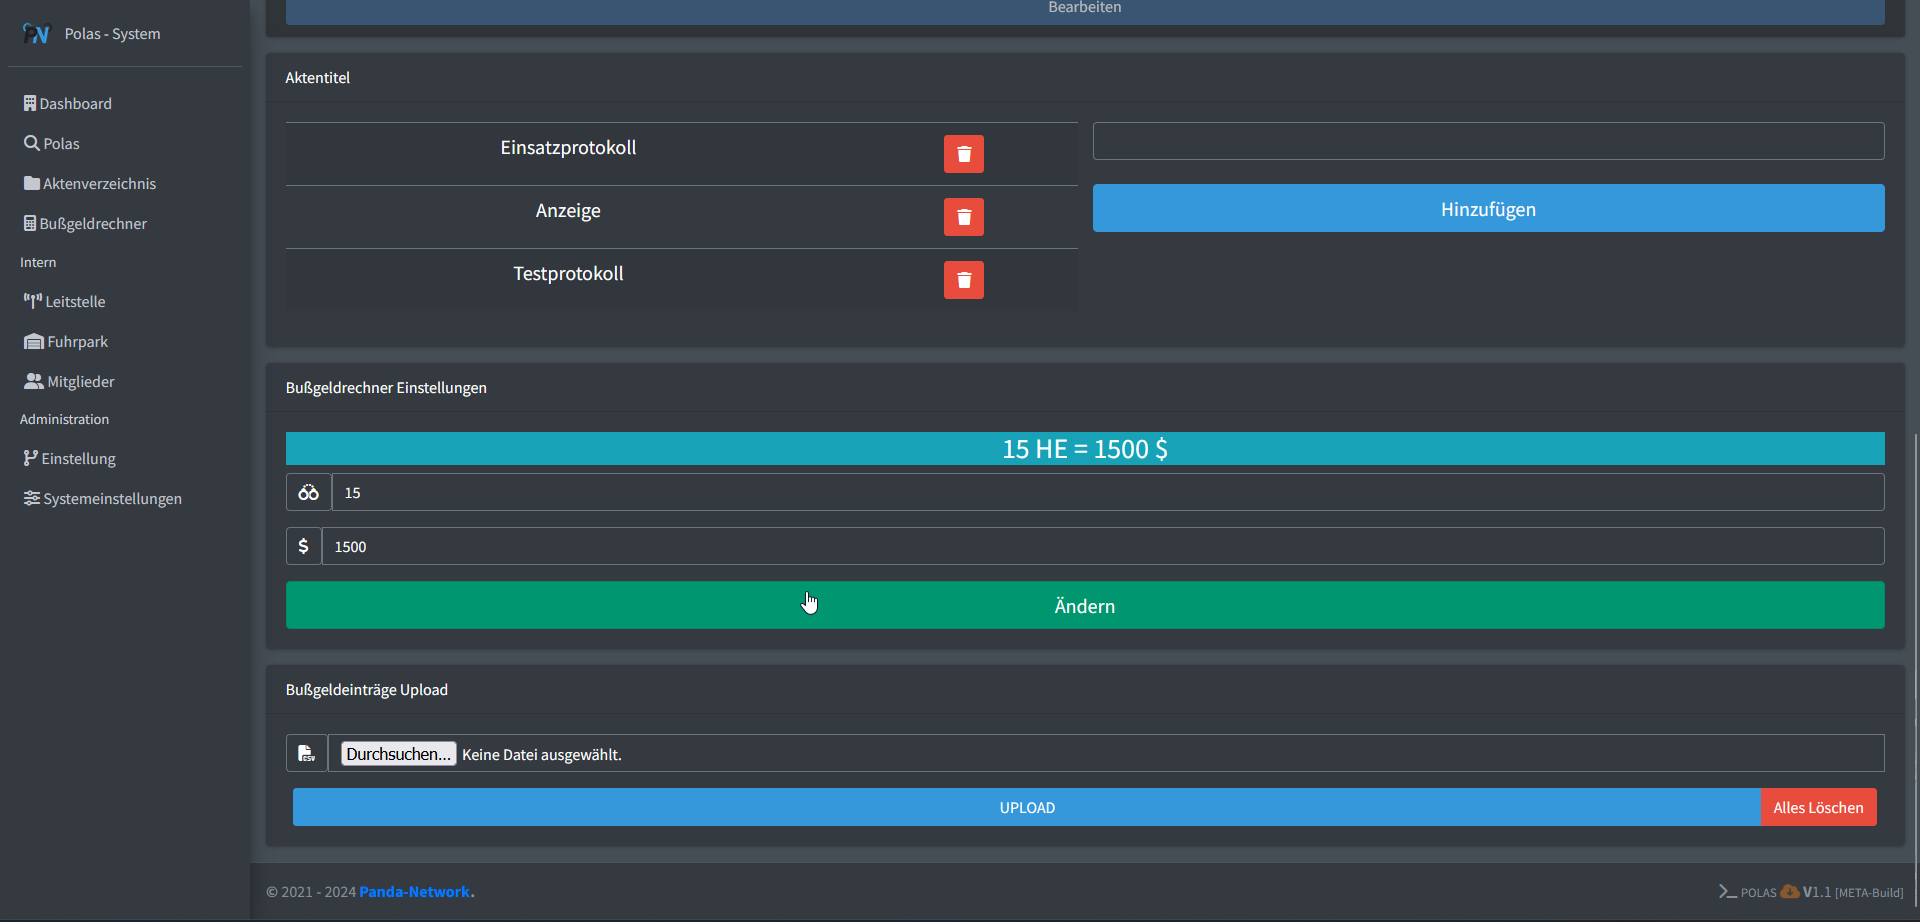 Polas - System
Dashboard
Polas
Aktenverzeichnis
Bußgeldrechner
Intern
Leitstelle
Fuhrpark
Mitglieder
Administration
Einstellung
Systemeinstellungen
Bearbeiten
Aktentitel
Einsatzprotokoll
Anzeige
Testprotokoll
Hinzufügen
Bußgeldrechner Einstellungen
15 HE = 1500 $
15
$ 1500
Ändern
Bußgeldeinträge Upload
Durchsuchen... Keine Datei ausgewählt.
UPLOAD
Alles Löschen
© 2021 - 2024 Panda-Network.
POLAS V1.1 [META-Build]